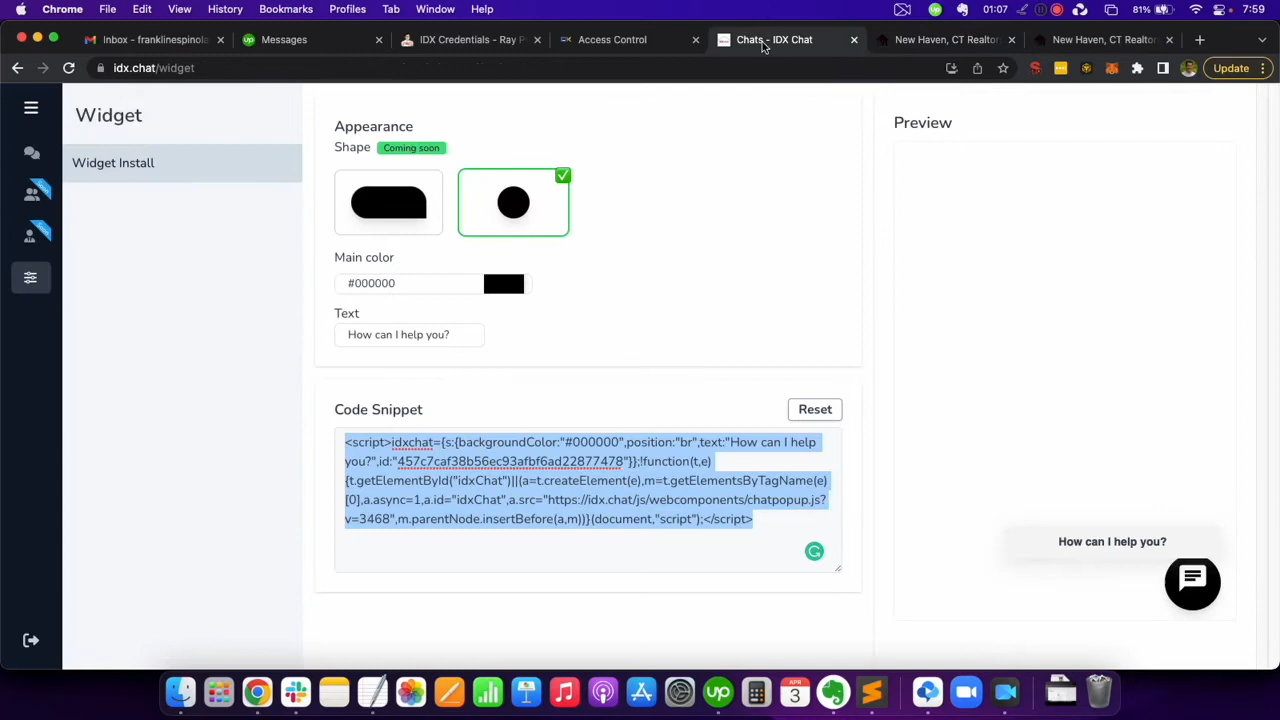 Chrome File Edit View History Bookmarks Profiles Tab Window Help 01:07 81% 7:59
Inbox - franklinespinola Messages IDX Credentials - Ray P Access Control Chats - IDX Chat New Haven, CT Realtor New Haven, CT Realtor
idx.chat/widget Update
Widget
Widget Install
Appearance
Shape Coming soon
Main color
#000000
Text
How can I help you?
Code Snippet
Reset
<script>idxchat={s:{backgroundColor:"#000000",position:"br",text:"How can I help
you?",id:"457c7caf38b56ec93afbf6ad22877478"}};!function(t,e)
{t.getElementById("idxChat")||(a=t.createElement(e),m=t.getElementsByTagName(e)
[0],a.async=1,a.id="idxChat",a.src="https://idx.chat/js/webcomponents/chatpopup.js?
v=3468",m.parentNode.insertBefore(a,m))}(document,"script");</script>
Preview
How can I help you?
APR
3
up